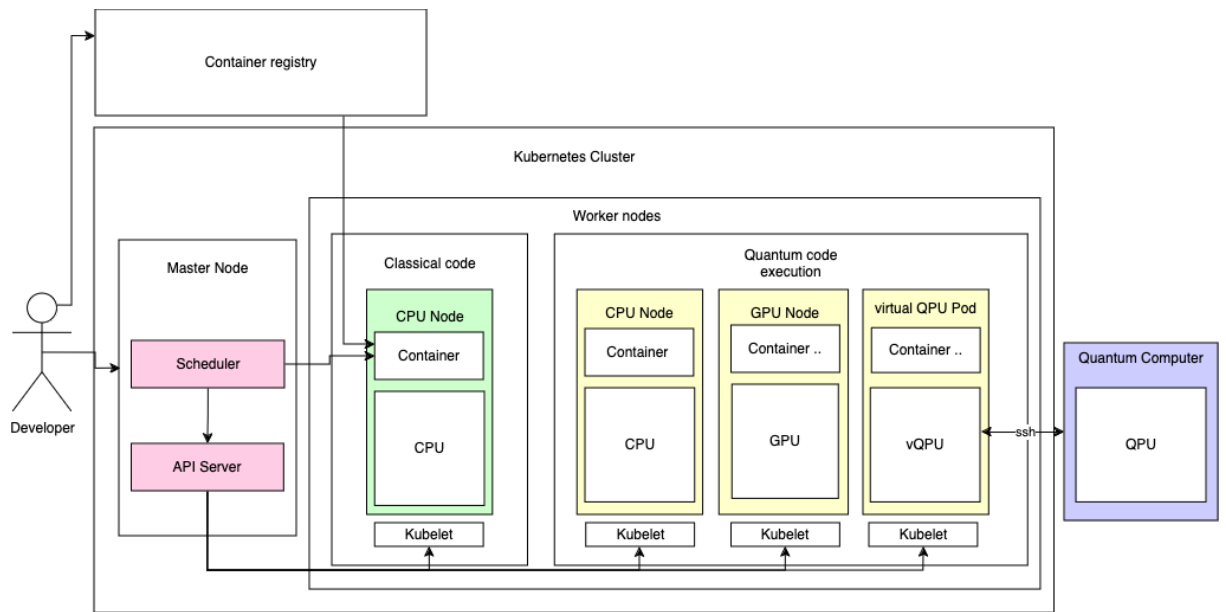 Container registry
Kubernetes Cluster
Worker nodes
Master Node
Classical code
Quantum code
execution
CPU Node
CPU Node
GPU Node
virtual QPU Pod
Scheduler
Container
Container
Container ..
Container ..
Quantum Computer
Developer
API Server
CPU
CPU
GPU
vQPU
ssh
QPU
Kubelet
Kubelet
Kubelet
Kubelet